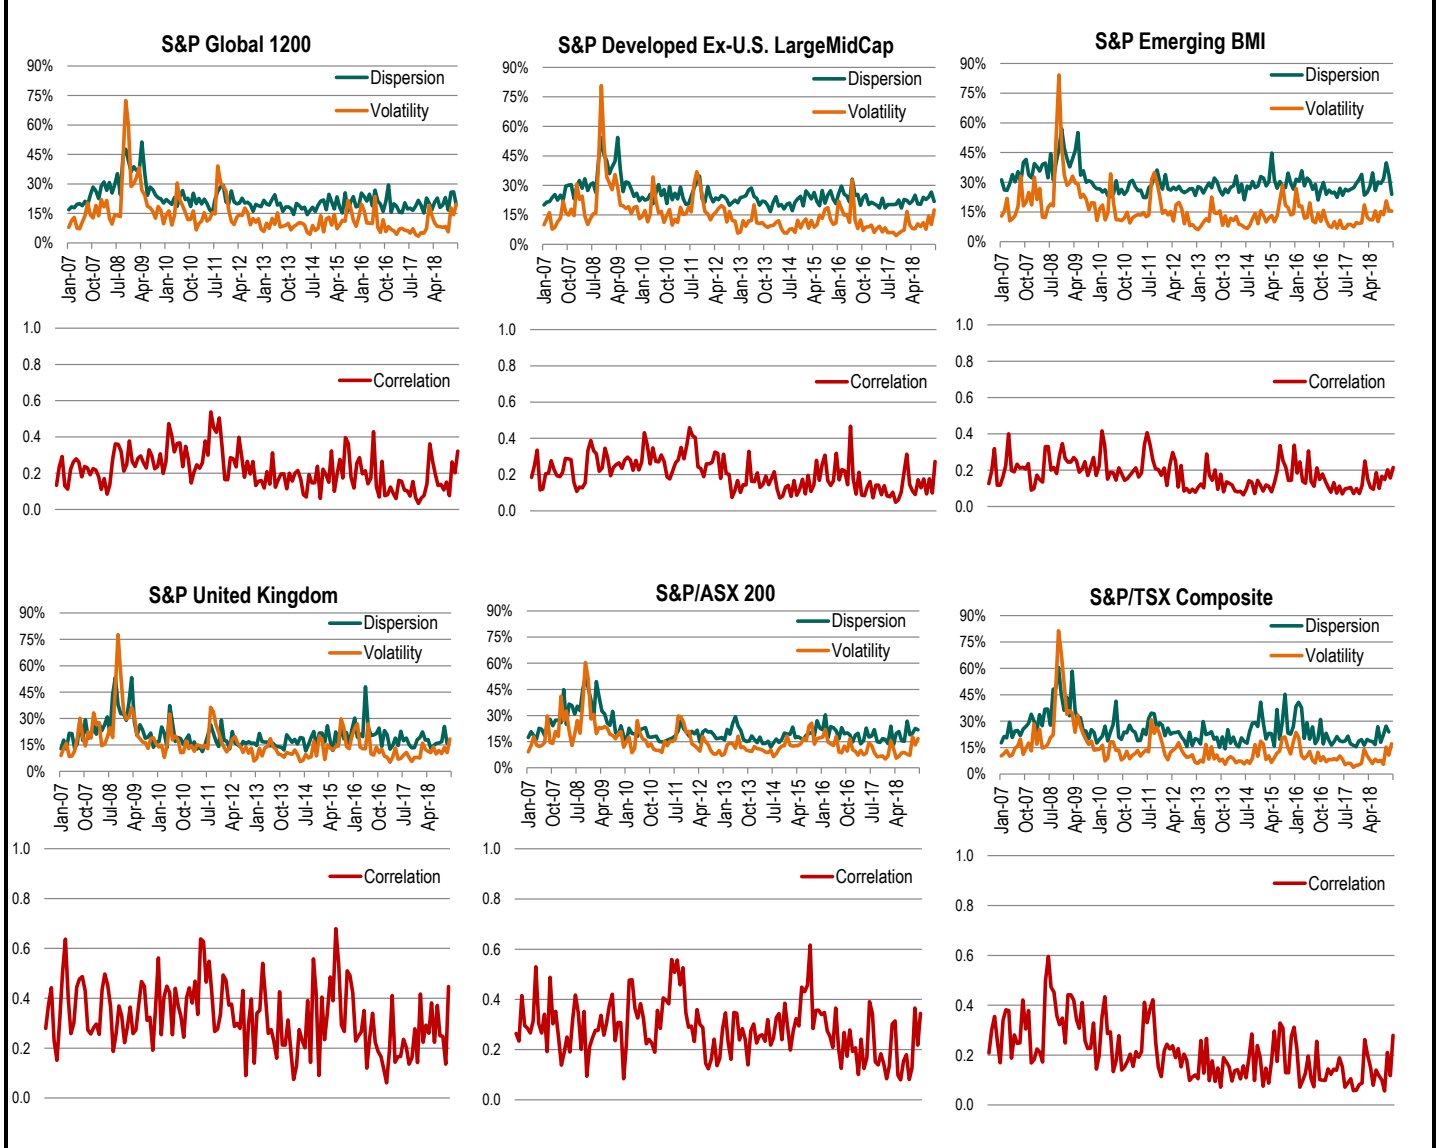 S&P Global 1200
90%
75%
60%
45%
30%
15%
0%
Dispersion
Volatility
Jan-07
Oct-07
Jul-08
Apr-09
Jan-10
Oct-10
Jul-11
Apr-12
Jan-13
Oct-13
Jul-14
Apr-15
Jan-16
Oct-16
Jul-17
Apr-18
1.0
0.8
0.6
0.4
0.2
0.0
Correlation
S&P Developed Ex-U.S. LargeMidCap
90%
75%
60%
45%
30%
15%
0%
Dispersion
Volatility
Jan-07
Oct-07
Jul-08
Apr-09
Jan-10
Oct-10
Jul-11
Apr-12
Jan-13
Oct-13
Jul-14
Apr-15
Jan-16
Oct-16
Jul-17
Apr-18
1.0
0.8
0.6
0.4
0.2
0.0
Correlation
S&P Emerging BMI
90%
75%
60%
45%
30%
15%
0%
Dispersion
Volatility
Jan-07
Oct-07
Jul-08
Apr-09
Jan-10
Oct-10
Jul-11
Apr-12
Jan-13
Oct-13
Jul-14
Apr-15
Jan-16
Oct-16
Jul-17
Apr-18
1.0
0.8
0.6
0.4
0.2
0.0
Correlation
S&P United Kingdom
90%
75%
60%
45%
30%
15%
0%
Dispersion
Volatility
Jan-07
Oct-07
Jul-08
Apr-09
Jan-10
Oct-10
Jul-11
Apr-12
Jan-13
Oct-13
Jul-14
Apr-15
Jan-16
Oct-16
Jul-17
Apr-18
1.0
0.8
0.6
0.4
0.2
0.0
Correlation
S&P/ASX 200
90%
75%
60%
45%
30%
15%
0%
Dispersion
Volatility
Jan-07
Oct-07
Jul-08
Apr-09
Jan-10
Oct-10
Jul-11
Apr-12
Jan-13
Oct-13
Jul-14
Apr-15
Jan-16
Oct-16
Jul-17
Apr-18
1.0
0.8
0.6
0.4
0.2
0.0
Correlation
S&P/TSX Composite
90%
75%
60%
45%
30%
15%
0%
Dispersion
Volatility
Jan-07
Oct-07
Jul-08
Apr-09
Jan-10
Oct-10
Jul-11
Apr-12
Jan-13
Oct-13
Jul-14
Apr-15
Jan-16
Oct-16
Jul-17
Apr-18
1.0
0.8
0.6
0.4
0.2
0.0
Correlation